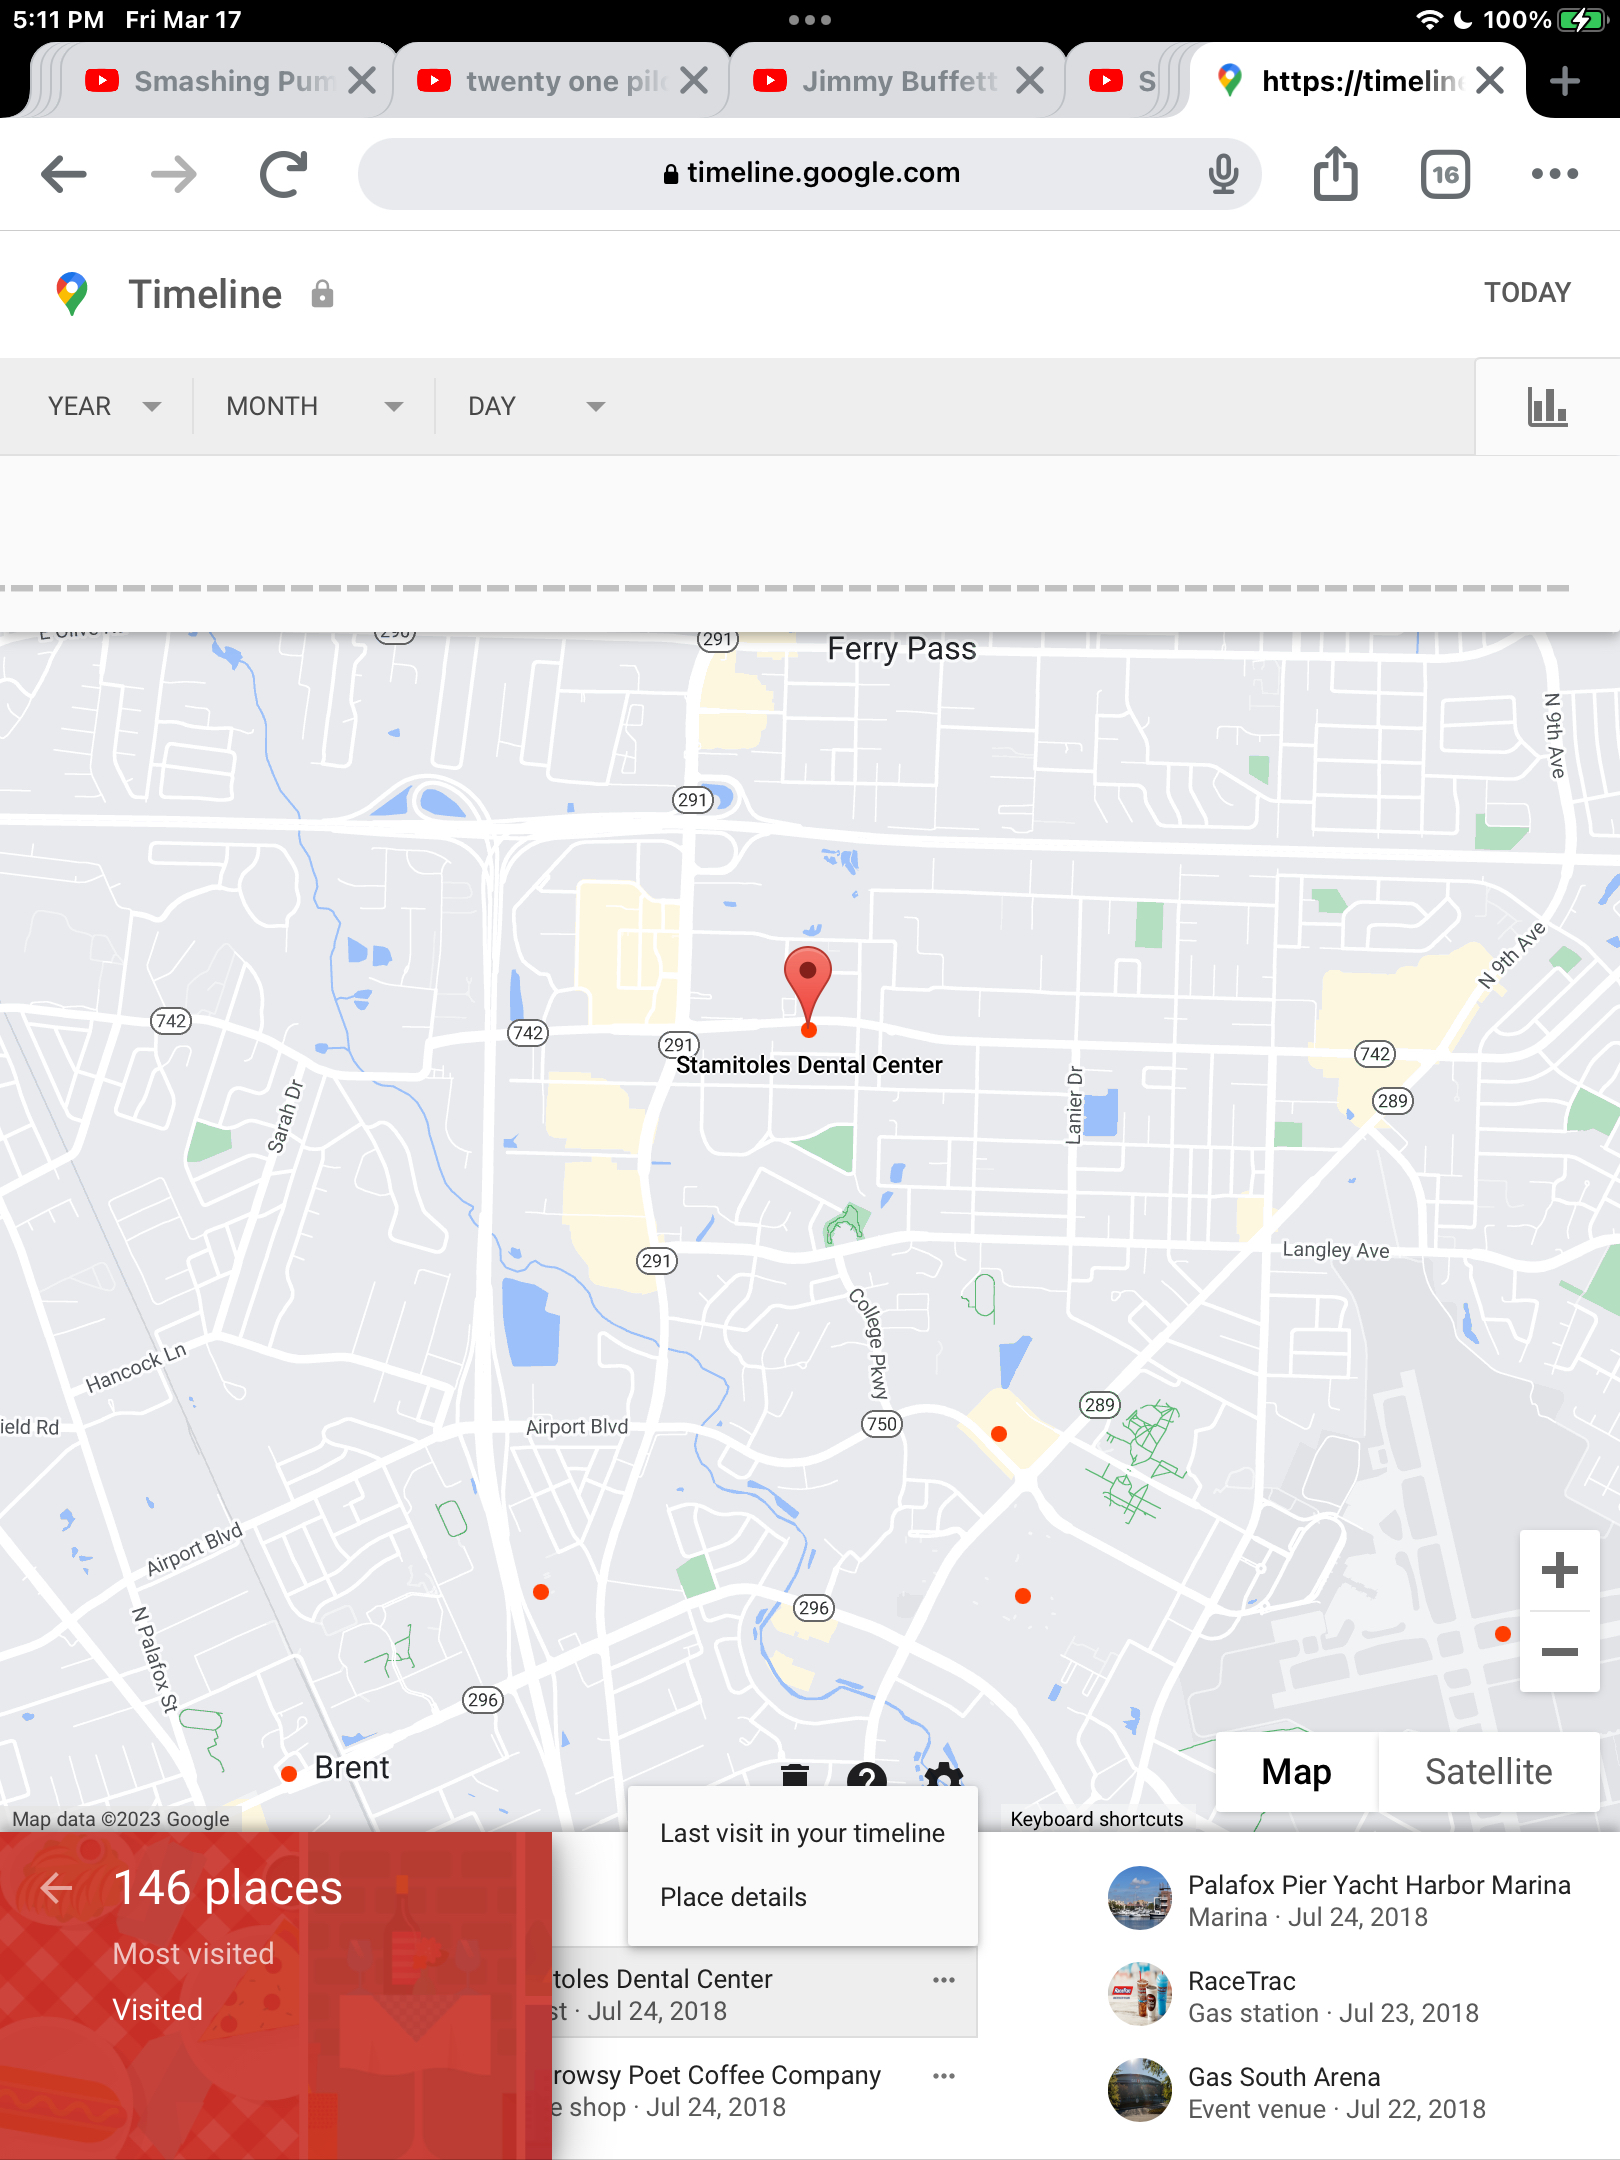 5:11 PM Fri Mar 17
100%
Smashing Pum
twenty one pil
Jimmy Buffett
S
https://timeline
timeline.google.com
16
Timeline
TODAY
YEAR
MONTH
DAY
291
Ferry Pass
N 9th Ave
291
N 9th Ave
742
742
291
Stamitoles Dental Center
742
289
Sarah Dr
Lanier Dr
291
Langley Ave
College Pkwy
Hancock Ln
289
ield Rd
Airport Blvd
750
Airport Blvd
N Palafox St
296
296
Brent
?
Map
Satellite
Map data ©2023 Google
Keyboard shortcuts
146 places
Most visited
Visited
Last visit in your timeline
Place details
toles Dental Center
st · Jul 24, 2018
rowsy Poet Coffee Company
e shop · Jul 24, 2018
Palafox Pier Yacht Harbor Marina
Marina · Jul 24, 2018
RaceTrac
Gas station · Jul 23, 2018
Gas South Arena
Event venue · Jul 22, 2018